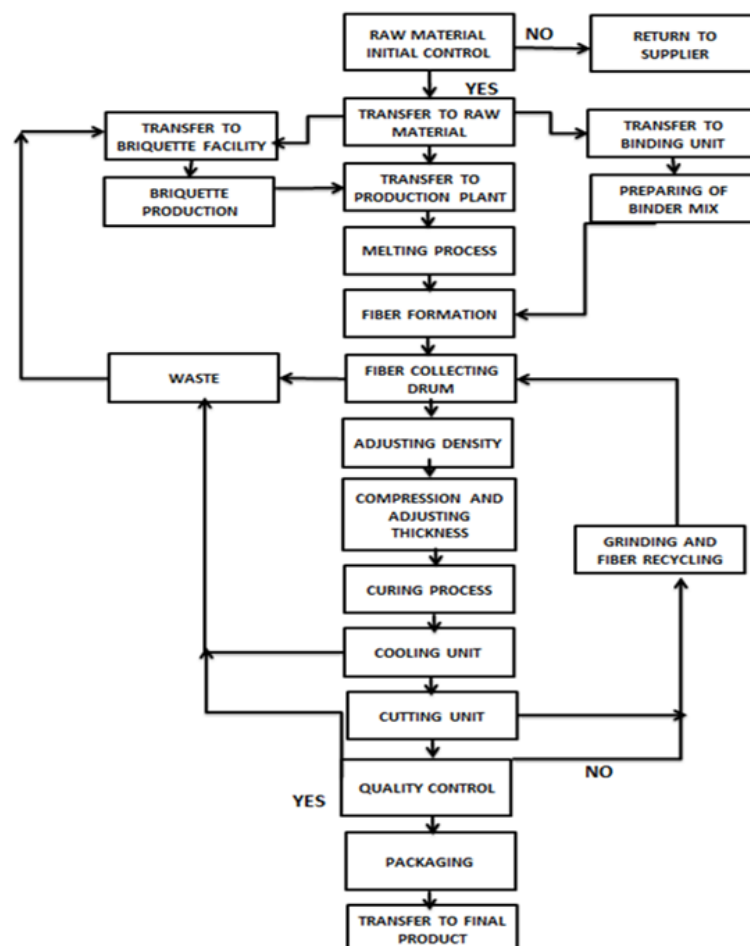 RAW MATERIAL
INITIAL CONTROL
NO
RETURN TO
SUPPLIER
YES
TRANSFER TO RAW
MATERIAL
TRANSFER TO
BRIQUETTE FACILITY
TRANSFER TO
BINDING UNIT
BRIQUETTE
PRODUCTION
TRANSFER TO
PRODUCTION PLANT
PREPARING OF
BINDER MIX
MELTING PROCESS
FIBER FORMATION
WASTE
FIBER COLLECTING
DRUM
ADJUSTING DENSITY
COMPRESSION AND
ADJUSTING
THICKNESS
GRINDING AND
FIBER RECYCLING
CURING PROCESS
COOLING UNIT
CUTTING UNIT
QUALITY CONTROL
NO
YES
PACKAGING
TRANSFER TO FINAL
PRODUCT